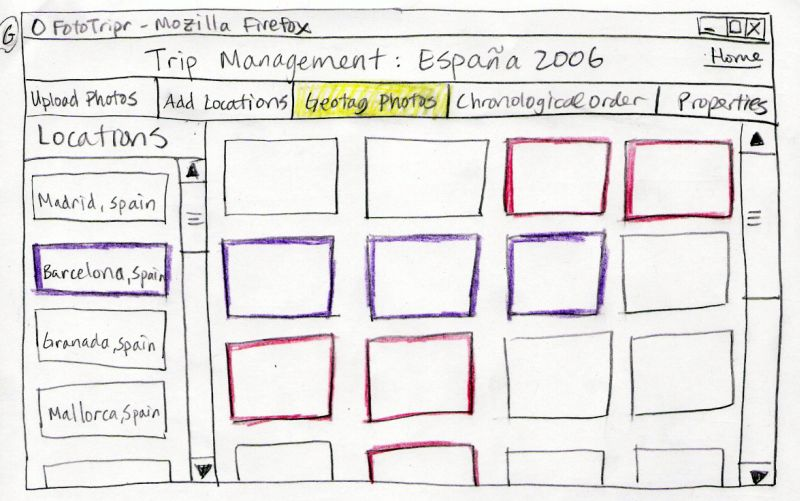 G
FotoTripr - Mozilla Firefox
Trip Management: España 2006
Home
Upload Photos
Add Locations
Geotag Photos
Chronological order
Properties
Locations
Madrid, Spain
Barcelona, Spain
Granada, Spain
Mallorca, Spain